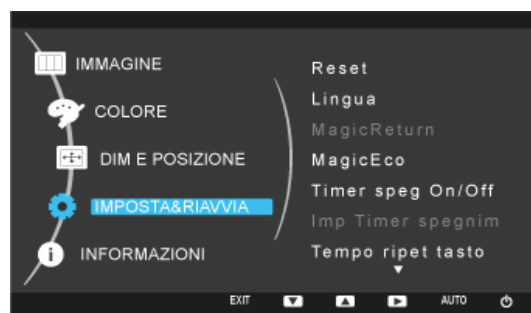 IMMAGINE
COLORE
DIM E POSIZIONE
IMPOSTA&RIAVVIA
INFORMAZIONI
Reset
Lingua
MagicReturn
MagicEco
Timer speg On/Off
Imp Timer spegnim
Tempo ripet tasto
EXIT
AUTO